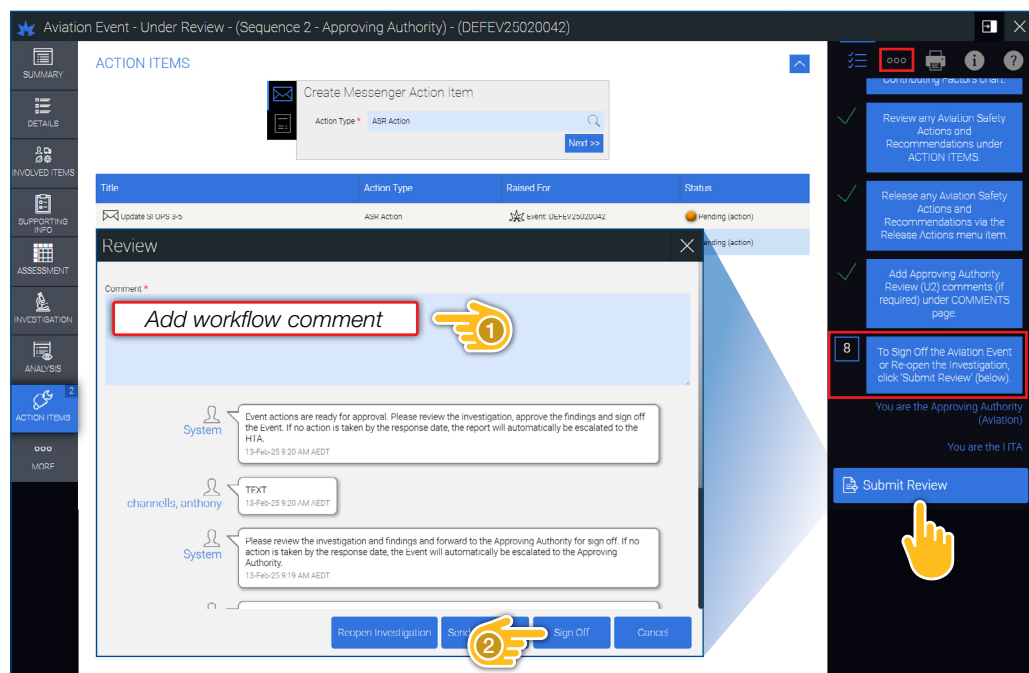 Aviation Event - Under Review - (Sequence 2 - Approving Authority) - (DEFEV25020042)
SUMMARY
DETAILS
INVOLVED ITEMS
SUPPORTING
INFO
ASSESSMENT
INVESTIGATION
ANALYSIS
2
ACTION ITEMS
MORE
ACTION ITEMS
Create Messenger Action Item
Action Type * ASR Action
Next >>
Title Action Type Raised For Status
Update SI OPS 3-5 ASR Action Event: DEFEV25020042 Pending (action)
Pending (action)
Review
Comment *
Add workflow comment
1
System
Event actions are ready for approval. Please review the investigation, approve the findings and sign off
the Event. If no action is taken by the response date, the report will automatically be escalated to the
HTA.
13-Feb-25 9:20 AM AEDT
channells, anthony
TEXT
13-Feb-25 9:20 AM AEDT
System
Please review the investigation and findings and forward to the Approving Authority for sign off. If no
action is taken by the response date, the Event will automatically be escalated to the Approving
Authority.
13-Feb-25 9:19 AM AEDT
Reopen Investigation Send Sign Off Cancel
2
Contributing Factors chart.
Review any Aviation Safety
Actions and
Recommendations under
ACTION ITEMS.
Release any Aviation Safety
Actions and
Recommendations via the
Release Actions menu item.
Add Approving Authority
Review (U2) comments (if
required) under COMMENTS
page.
8
To Sign Off the Aviation Event
or Re-open the Investigation,
click 'Submit Review' (below).
You are the Approving Authority
(Aviation)
You are the HTA
Submit Review